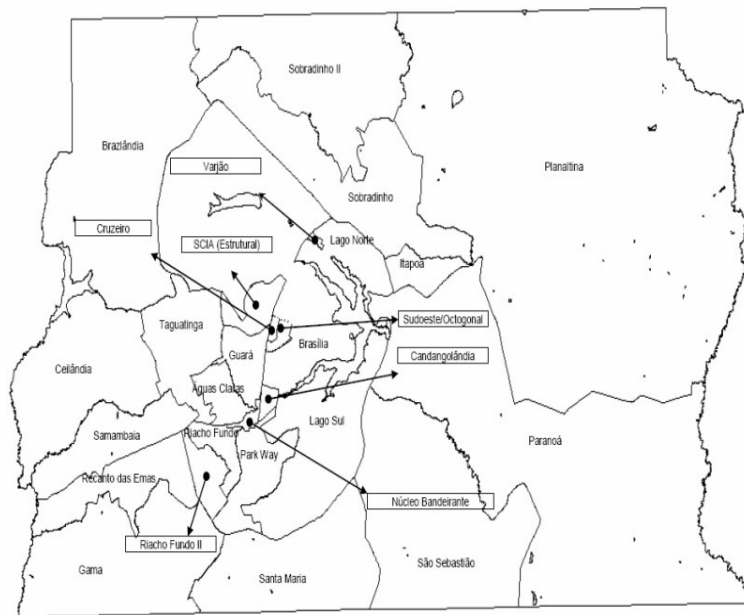 Sobradinho II
Brazlândia
Planaltina
Varjão
Sobradinho
Cruzeiro
SCIA (Estrutural)
Lago Norte
Itapoã
Sudoeste/Octogonal
Taguatinga
Brasília
Guará
Candangolândia
Ceilândia
Águas Claras
Lago Sul
Samambaia
Riacho Fundo
Paranoá
Park Way
Recanto das Emas
Núcleo Bandeirante
Riacho Fundo II
São Sebastião
Gama
Santa Maria